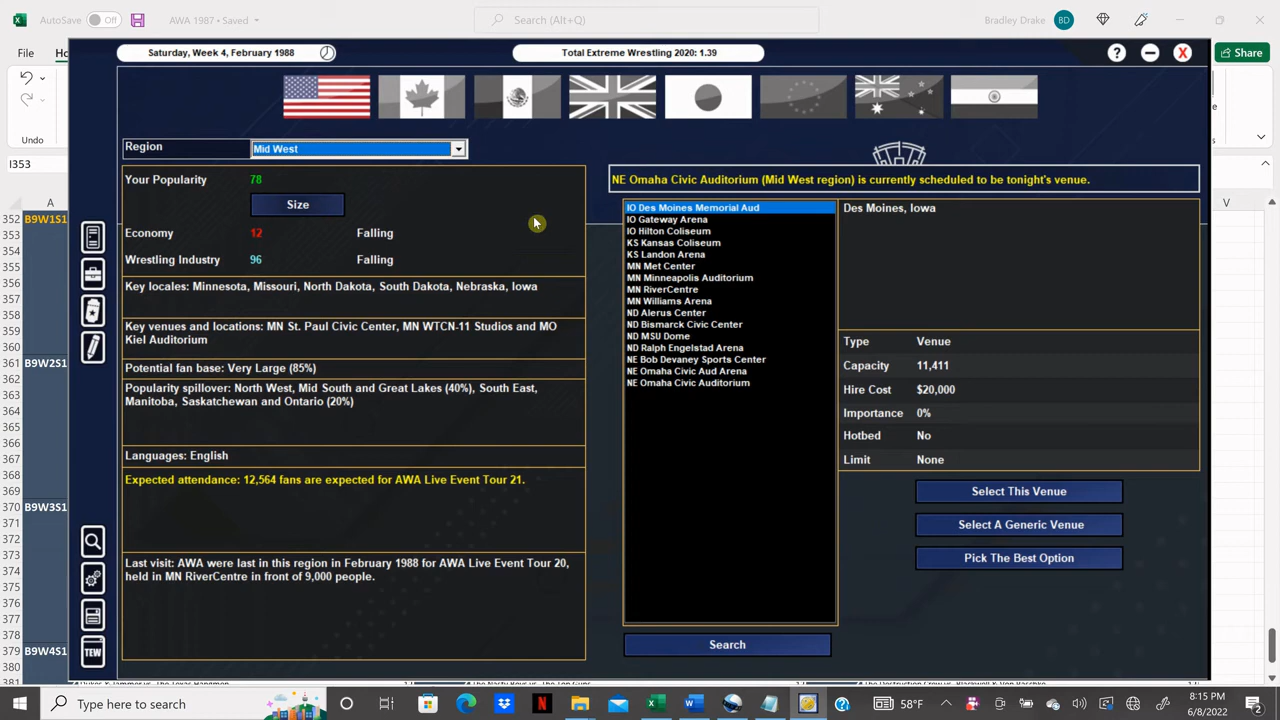 AutoSave
Off
AWA 1987 • Saved
Search (Alt+Q)
Bradley Drake
BD
File
Ho
Share
Undo
I353
A
V
Saturday, Week 4, February 1988
Total Extreme Wrestling 2020: 1.39
?
X
Region
Mid West
Your Popularity 78
Size
Economy 12 Falling
Wrestling Industry 96 Falling
Key locales: Minnesota, Missouri, North Dakota, South Dakota, Nebraska, Iowa
Key venues and locations: MN St. Paul Civic Center, MN WTCN-11 Studios and MO
Kiel Auditorium
Potential fan base: Very Large (85%)
Popularity spillover: North West, Mid South and Great Lakes (40%), South East,
Manitoba, Saskatchewan and Ontario (20%)
Languages: English
Expected attendance: 12,564 fans are expected for AWA Live Event Tour 21.
Last visit: AWA were last in this region in February 1988 for AWA Live Event Tour 20,
held in MN RiverCentre in front of 9,000 people.
NE Omaha Civic Auditorium (Mid West region) is currently scheduled to be tonight's venue.
IO Des Moines Memorial Aud
IO Gateway Arena
IO Hilton Coliseum
KS Kansas Coliseum
KS Landon Arena
MN Met Center
MN Minneapolis Auditorium
MN RiverCentre
MN Williams Arena
ND Alerus Center
ND Bismarck Civic Center
ND MSU Dome
ND Ralph Engelstad Arena
NE Bob Devaney Sports Center
NE Omaha Civic Aud Arena
NE Omaha Civic Auditorium
Search
Des Moines, Iowa
Type Venue
Capacity 11,411
Hire Cost $20,000
Importance 0%
Hotbed No
Limit None
Select This Venue
Select A Generic Venue
Pick The Best Option
TEW
352 B9W1S1
353
354
355
356
357
358
359
360
361 B9W2S1
362
363
364
365
366
367
368
369
370 B9W3S1
371
372
373
374
375
376
377
378
379 B9W4S1
380
381
Type here to search
58°F
8:15 PM
6/8/2022
2